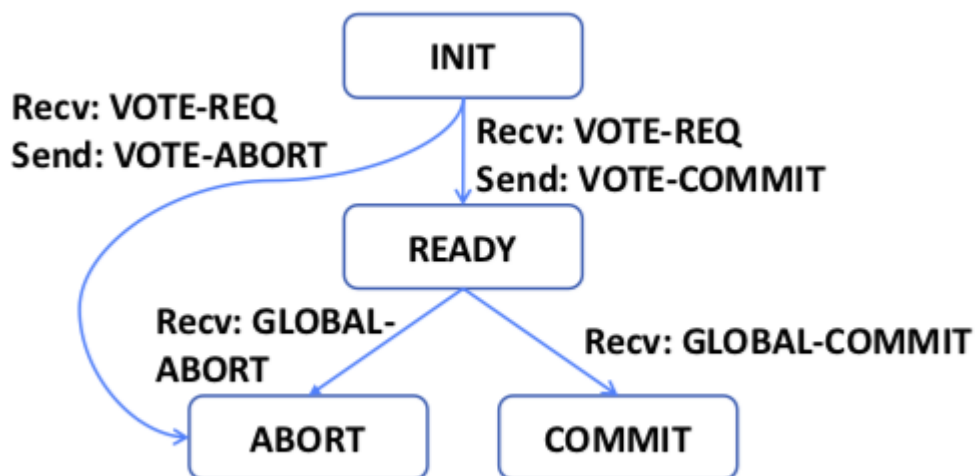 INIT
Recv: VOTE-REQ
Send: VOTE-ABORT
Recv: VOTE-REQ
Send: VOTE-COMMIT
READY
Recv: GLOBAL-
ABORT
Recv: GLOBAL-COMMIT
ABORT
COMMIT